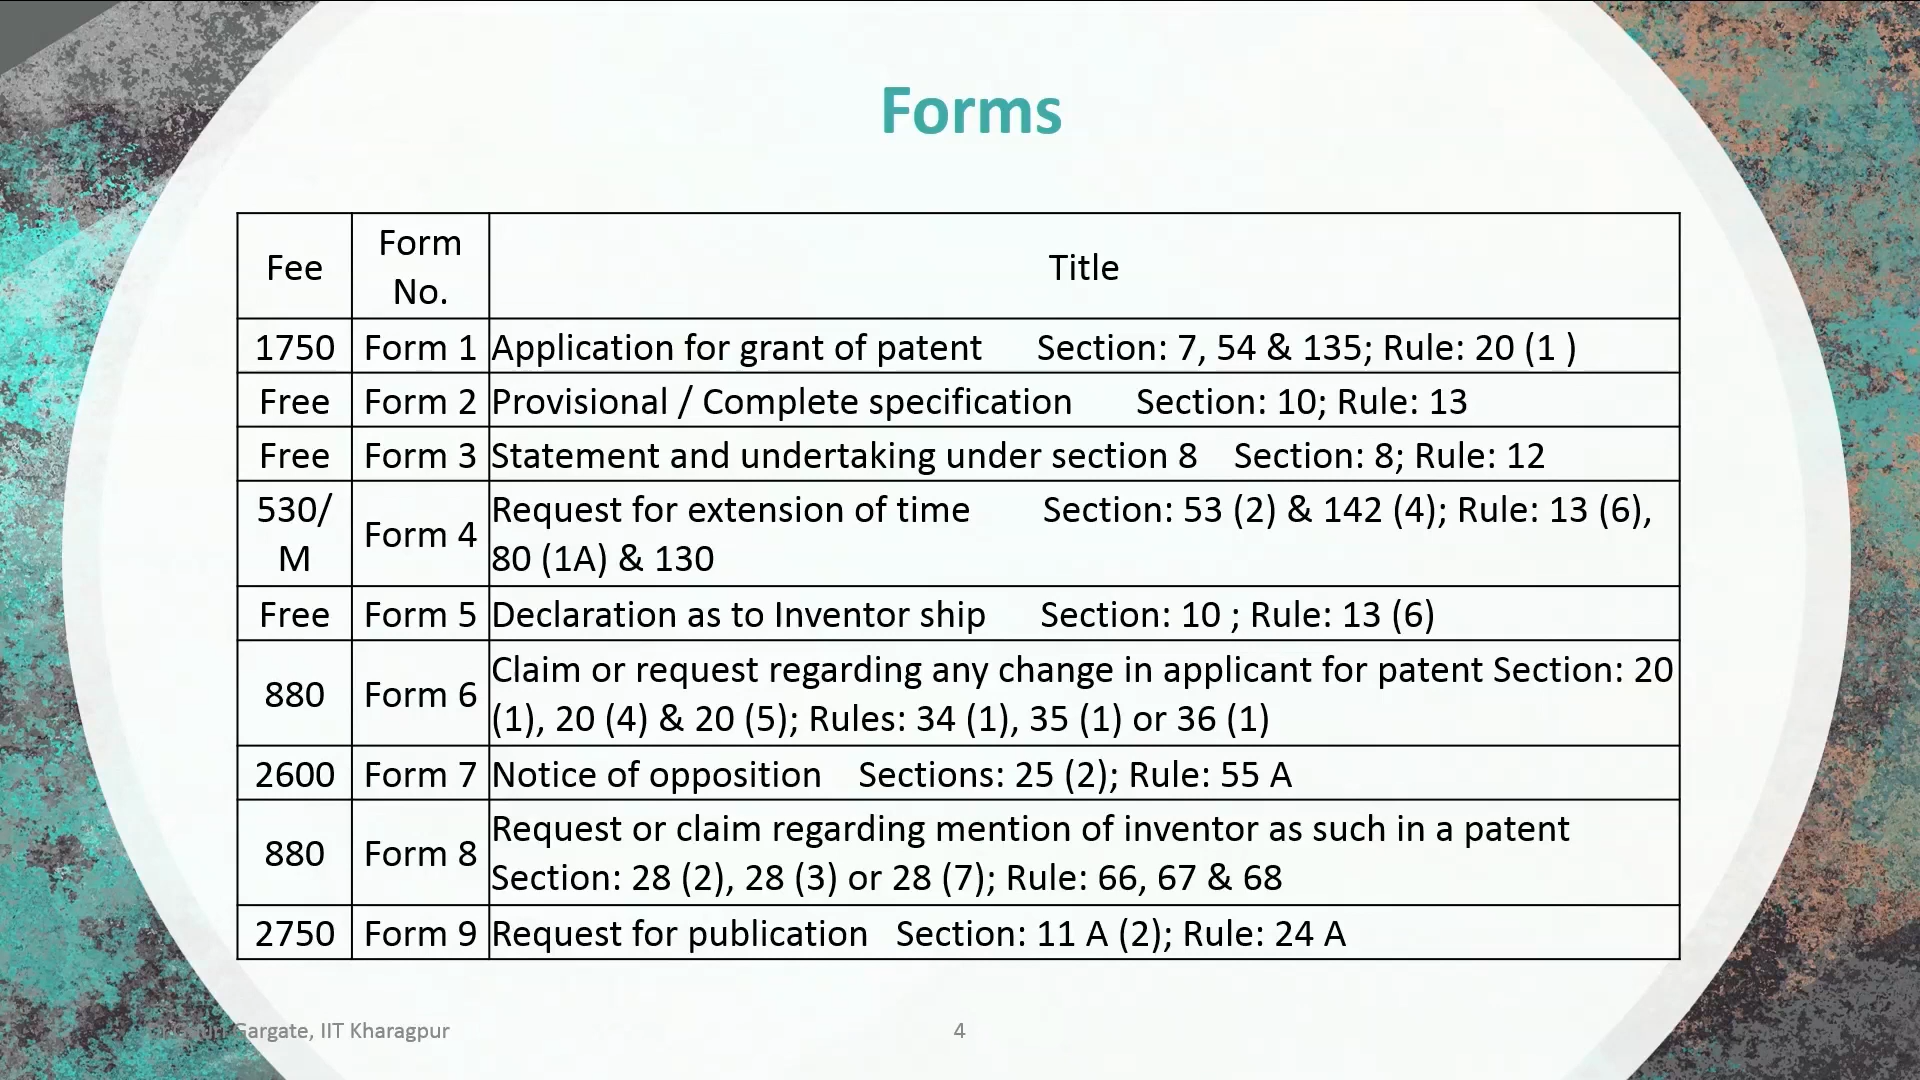 Forms
Fee
Form
No.
Title
1750 Form 1 Application for grant of patent Section: 7, 54 & 135; Rule: 20 (1 )
Free Form 2 Provisional / Complete specification Section: 10; Rule: 13
Free Form 3 Statement and undertaking under section 8 Section: 8; Rule: 12
530/
M
Form 4
Request for extension of time Section: 53 (2) & 142 (4); Rule: 13 (6),
80 (1A) & 130
Free Form 5 Declaration as to Inventor ship Section: 10 ; Rule: 13 (6)
880 Form 6
Claim or request regarding any change in applicant for patent Section: 20
(1), 20 (4) & 20 (5); Rules: 34 (1), 35 (1) or 36 (1)
2600 Form 7 Notice of opposition Sections: 25 (2); Rule: 55 A
880 Form 8
Request or claim regarding mention of inventor as such in a patent
Section: 28 (2), 28 (3) or 28 (7); Rule: 66, 67 & 68
2750 Form 9 Request for publication Section: 11 A (2); Rule: 24 A
Gargate, IIT Kharagpur
4